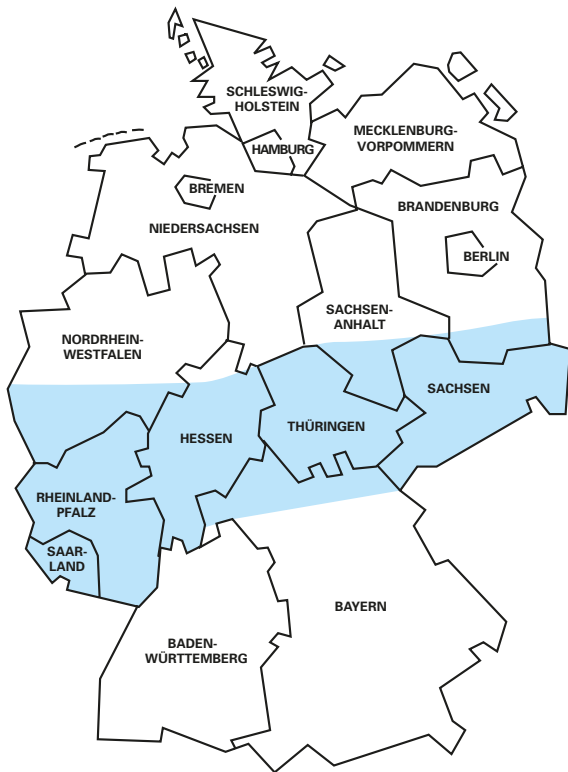 SCHLESWIG-
HOLSTEIN
MECKLENBURG-
VORPOMMERN
HAMBURG
BREMEN
BRANDENBURG
NIEDERSACHSEN
BERLIN
SACHSEN-
ANHALT
NORDRHEIN-
WESTFALEN
SACHSEN
THÜRINGEN
HESSEN
RHEINLAND-
PFALZ
SAAR-
LAND
BAYERN
BADEN-
WÜRTTEMBERG